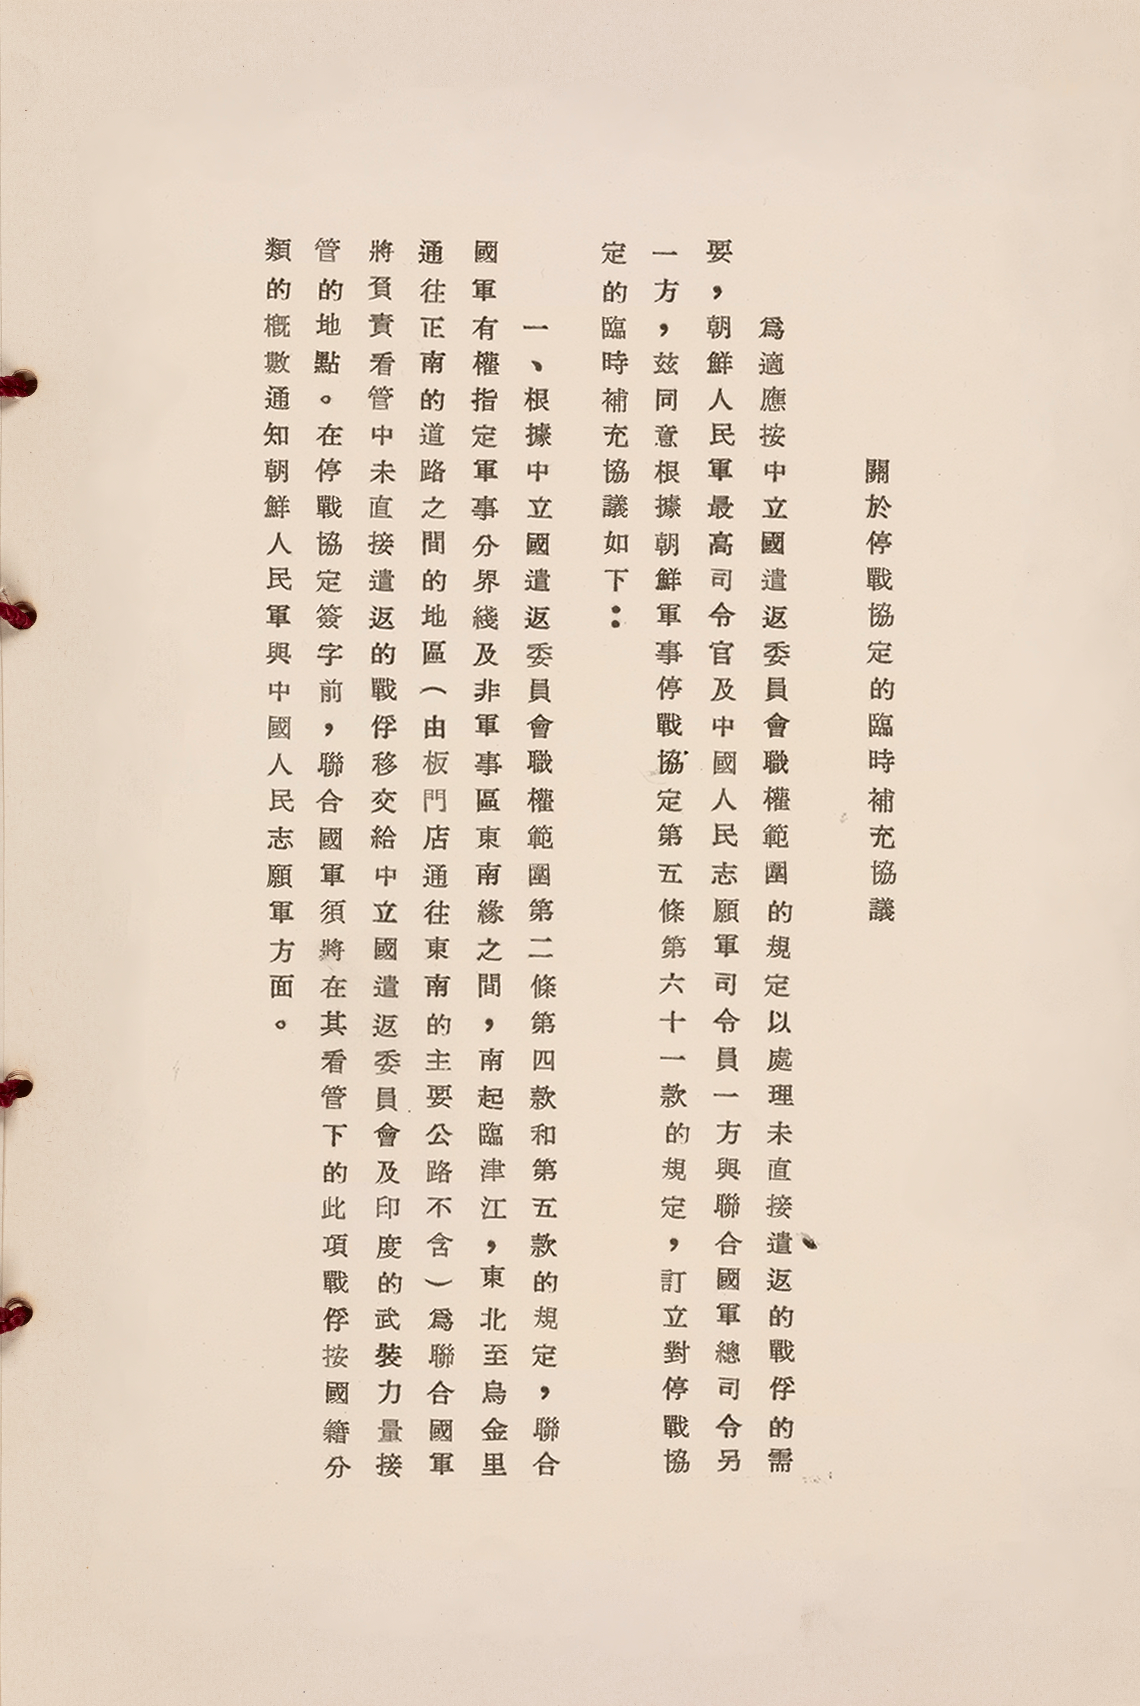 關於停戰協定的臨時補充協議
爲適應按中立國遣返委員會職權範圍的規定以處理未直接遣返的戰俘的需
要，朝鮮人民軍最高司令官及中國人民志願軍司令員一方與聯合國軍總司令另
一方，茲同意根據朝鮮軍事停戰協定第五條第六十一款的規定，訂立對停戰協
定的臨時補充協議如下：
一、根據中立國遣返委員會職權範圍第二條第四款和第五款的規定，聯合
國軍有權指定軍事分界綫及非軍事區東南緣之間，南起臨津江，東北至烏金里
通往正南的道路之間的地區（由板門店通往東南的主要公路不含）爲聯合國軍
將負責看管中未直接遣返的戰俘移交給中立國遣返委員會及印度的武裝力量接
管的地點。在停戰協定簽字前，聯合國軍須將在其看管下的此項戰俘按國籍分
類的概數通知朝鮮人民軍與中國人民志願軍方面。